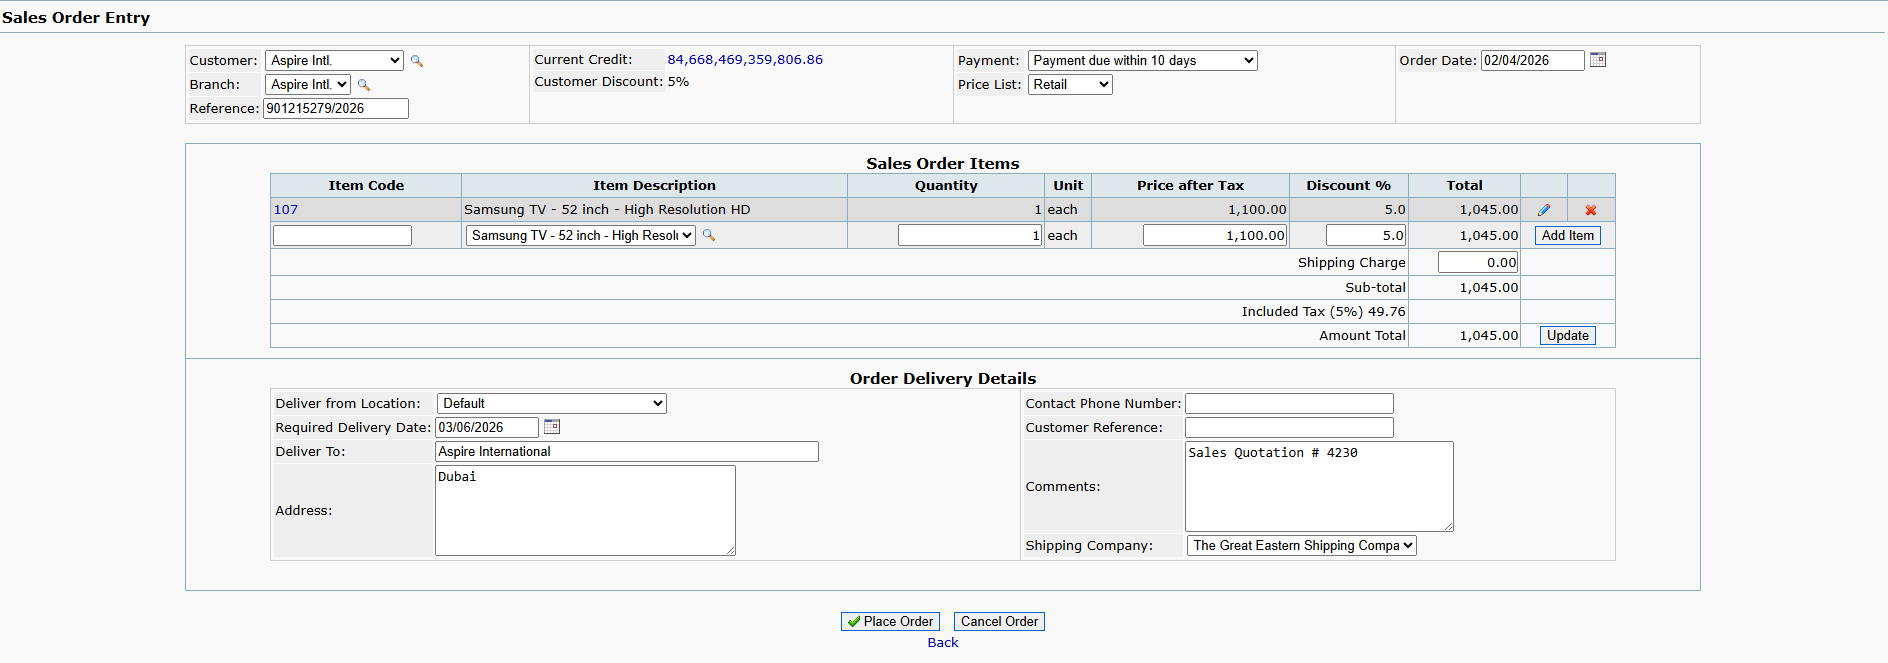 Sales Order Entry
Customer: Aspire Intl.
Branch: Aspire Intl.
Reference: 901215279/2026
Current Credit: 84,668,469,359,806.86
Customer Discount: 5%
Payment: Payment due within 10 days
Price List: Retail
Order Date: 02/04/2026
Sales Order Items
Item Code Item Description Quantity Unit Price after Tax Discount % Total
107 Samsung TV - 52 inch - High Resolution HD 1 each 1,100.00 5.0 1,045.00
Samsung TV - 52 inch - High Resolu 1 each 1,100.00 5.0 1,045.00 Add Item
Shipping Charge 0.00
Sub-total 1,045.00
Included Tax (5%) 49.76
Amount Total 1,045.00 Update
Order Delivery Details
Deliver from Location: Default
Required Delivery Date: 03/06/2026
Deliver To: Aspire International
Address: Dubai
Contact Phone Number:
Customer Reference:
Comments: Sales Quotation # 4230
Shipping Company: The Great Eastern Shipping Compa
Place Order Cancel Order
Back